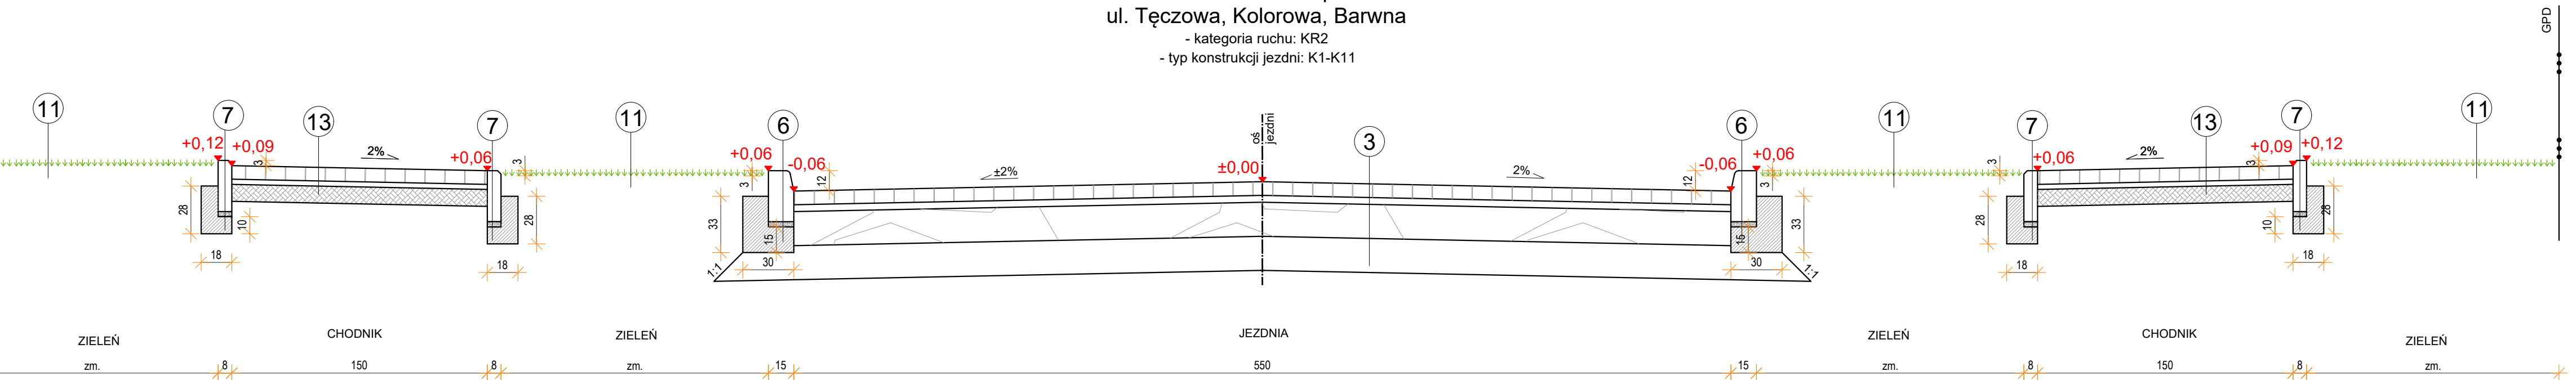 ul. Tęczowa, Kolorowa, Barwna
- kategoria ruchu: KR2
- typ konstrukcji jezdni: K1-K11
GPD
11 7 13 7 11 6 oś jezdni 3 6 11 7 13 7 11
+0,12 +0,09 3 2% +0,06 3 +0,06 3 -0,06 12 ±2% ±0,00 2% -0,06 12 +0,06 3 3 +0,06 2% 3 +0,09 +0,12
28 10 28 33 15 15 33 28 10 28
18 18 1:1 30 30 1:1 18 18
ZIELEŃ CHODNIK ZIELEŃ JEZDNIA ZIELEŃ CHODNIK ZIELEŃ
zm. 8 150 8 zm. 15 550 15 zm. 8 150 8 zm.